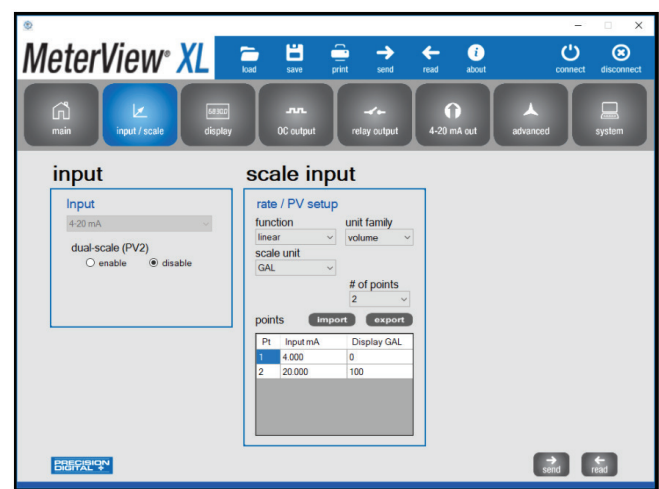 MeterView® XL
load save print send read about connect disconnect
main input / scale display OC output relay output 4-20 mA out advanced system
input
Input
4-20 mA
dual-scale (PV2)
enable disable
scale input
rate / PV setup
function unit family
linear volume
scale unit
GAL
# of points
2
points import export
Pt Input mA Display GAL
1 4.000 0
2 20.000 100
PRECISION
DIGITAL
send read